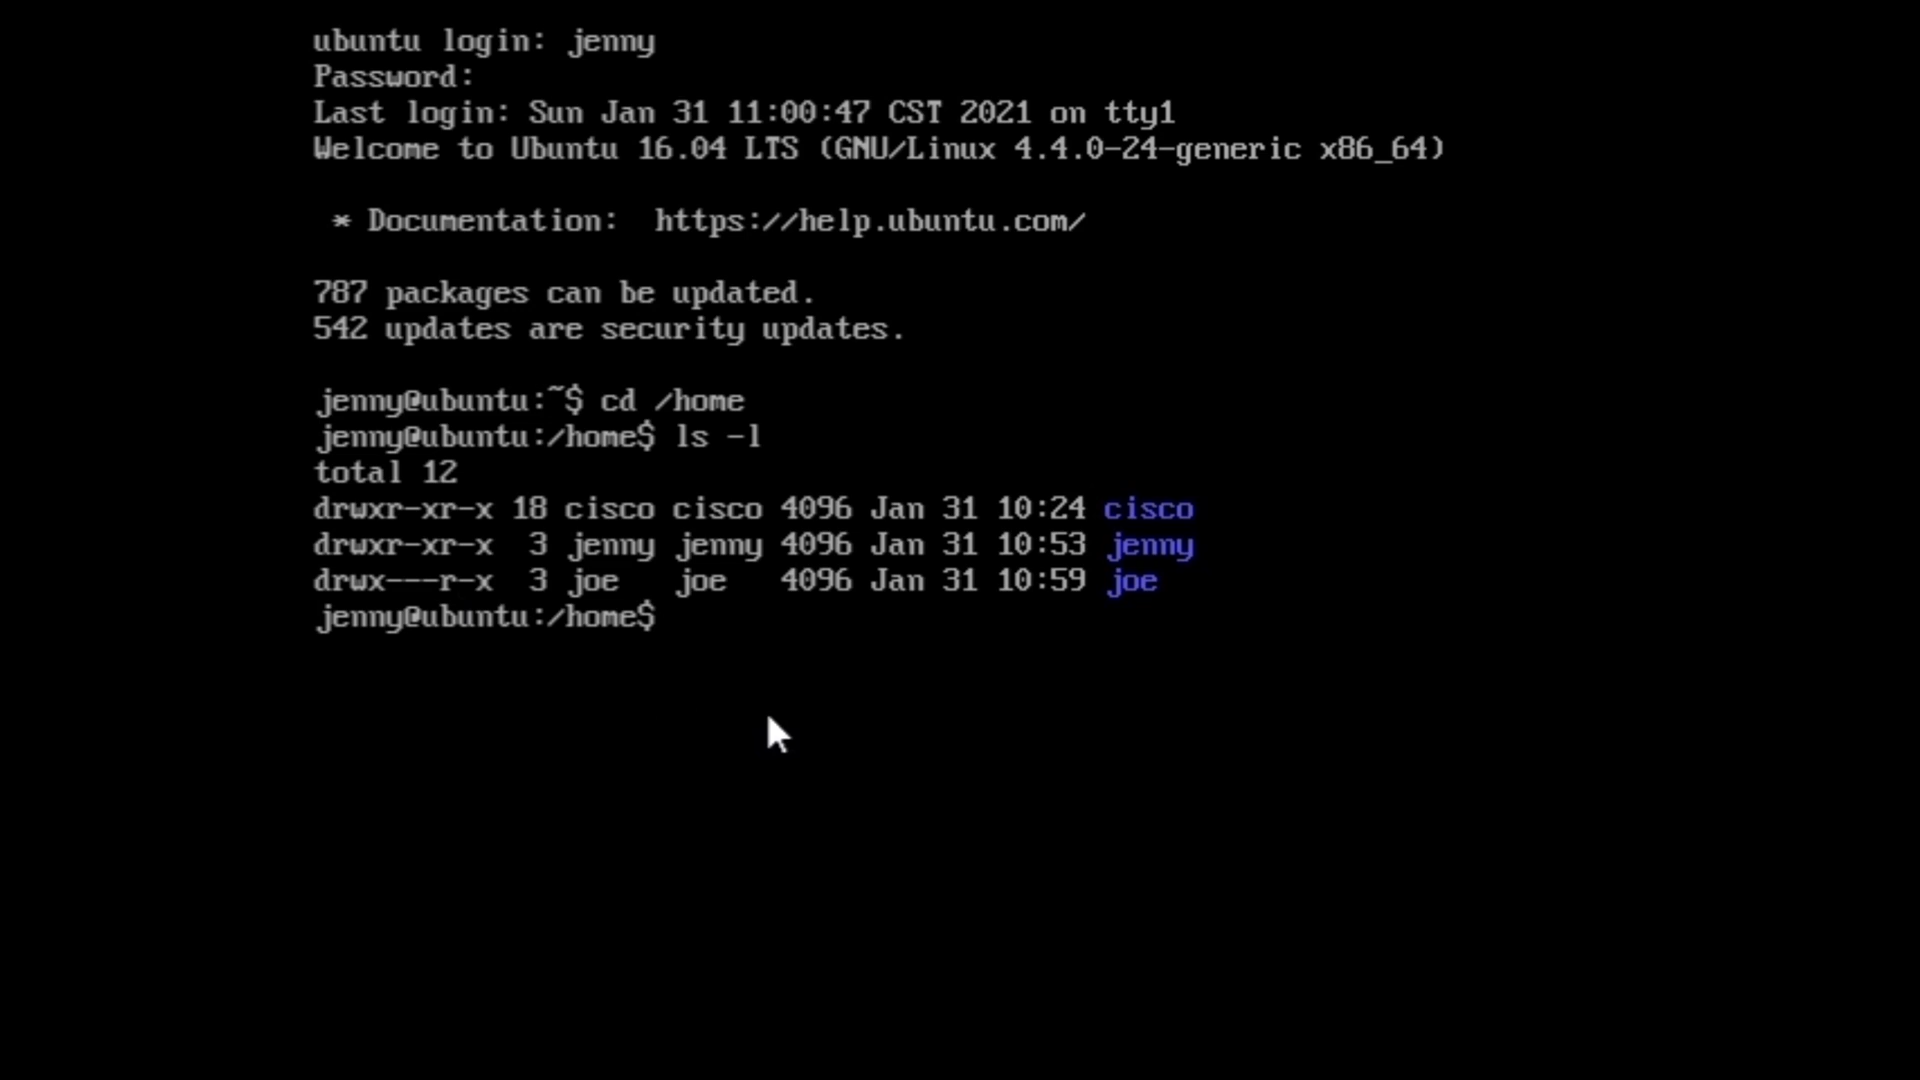 ubuntu login: jenny
Password:
Last login: Sun Jan 31 11:00:47 CST 2021 on tty1
Welcome to Ubuntu 16.04 LTS (GNU/Linux 4.4.0-24-generic x86_64)
* Documentation:  https://help.ubuntu.com/
787 packages can be updated.
542 updates are security updates.
jenny@ubuntu:~$ cd /home
jenny@ubuntu:/home$ ls -l
total 12
drwxr-xr-x 18 cisco cisco 4096 Jan 31 10:24 cisco
drwxr-xr-x  3 jenny jenny 4096 Jan 31 10:53 jenny
drwx---r-x  3 joe   joe   4096 Jan 31 10:59 joe
jenny@ubuntu:/home$